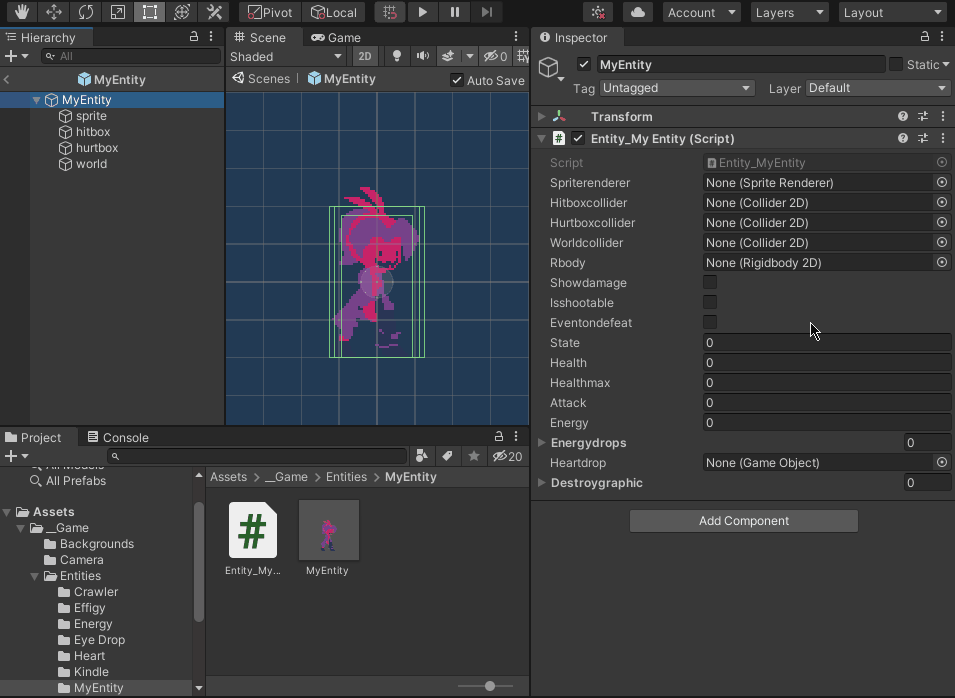 Pivot Local Account Layers Layout
Hierarchy
All
MyEntity
MyEntity
sprite
hitbox
hurtbox
world
Scene Game
Shaded 2D 0
Scenes MyEntity Auto Save
Inspector
MyEntity Static
Tag Untagged Layer Default
Transform
# Entity_My Entity (Script)
Script # Entity_MyEntity
Spriterenderer None (Sprite Renderer)
Hitboxcollider None (Collider 2D)
Hurtboxcollider None (Collider 2D)
Worldcollider None (Collider 2D)
Rbody None (Rigidbody 2D)
Showdamage
Isshootable
Eventondefeat
State 0
Health 0
Healthmax 0
Attack 0
Energy 0
Energydrops 0
Heartdrop None (Game Object)
Destroygraphic 0
Add Component
Project Console
20
All Models
All Prefabs
Assets
__Game
Backgrounds
Camera
Entities
Crawler
Effigy
Energy
Eye Drop
Heart
Kindle
MyEntity
Assets > __Game > Entities > MyEntity
#
Entity_My... MyEntity